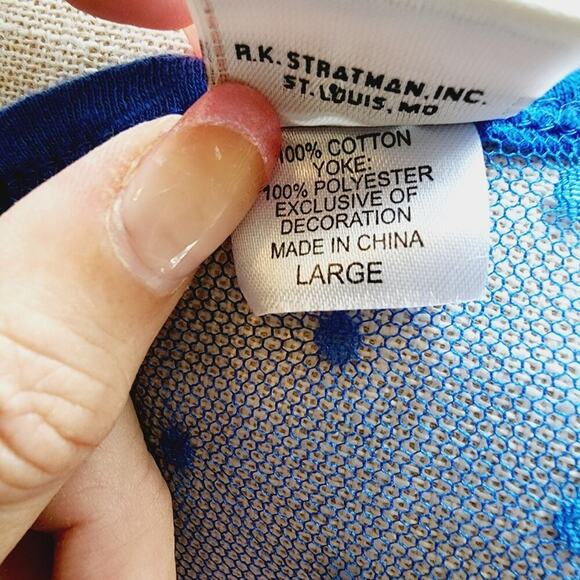 R.K. STRATMAN, INC.
ST. LOUIS, MO
100% COTTON
YOKE:
100% POLYESTER
EXCLUSIVE OF
DECORATION
MADE IN CHINA
LARGE